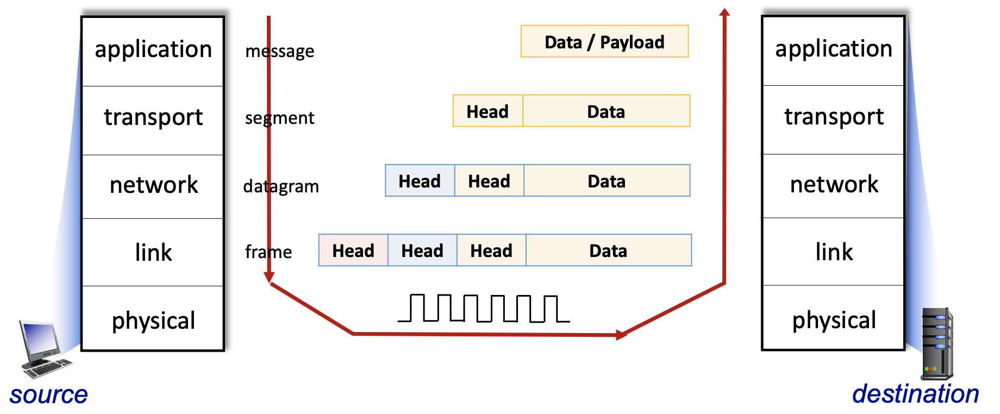 application
message
Data / Payload
application
transport
segment
Head Data
transport
network
datagram
Head Head Data
network
link
frame
Head Head Head Data
link
physical
physical
source
destination